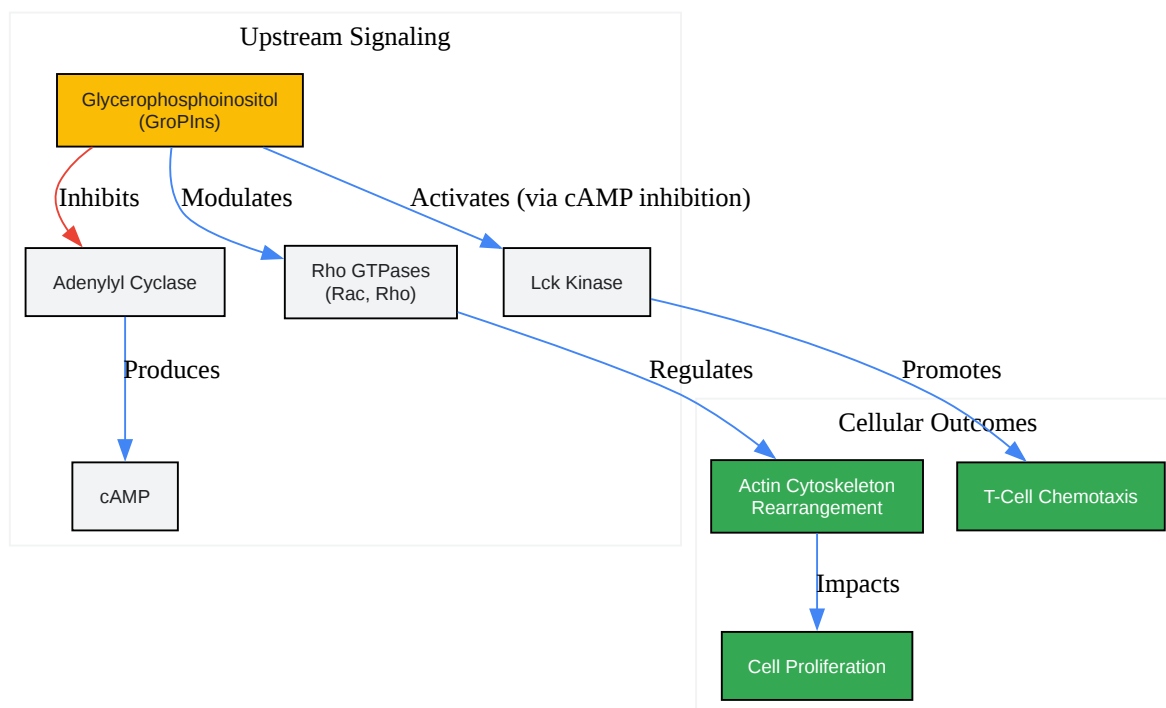 Upstream Signaling
Glycerophosphoinositol
(GroPIns)
Inhibits
Modulates
Activates (via cAMP inhibition)
Adenylyl Cyclase
Rho GTPases
(Rac, Rho)
Lck Kinase
Produces
Regulates
Promotes
Cellular Outcomes
cAMP
Actin Cytoskeleton
Rearrangement
T-Cell Chemotaxis
Impacts
Cell Proliferation